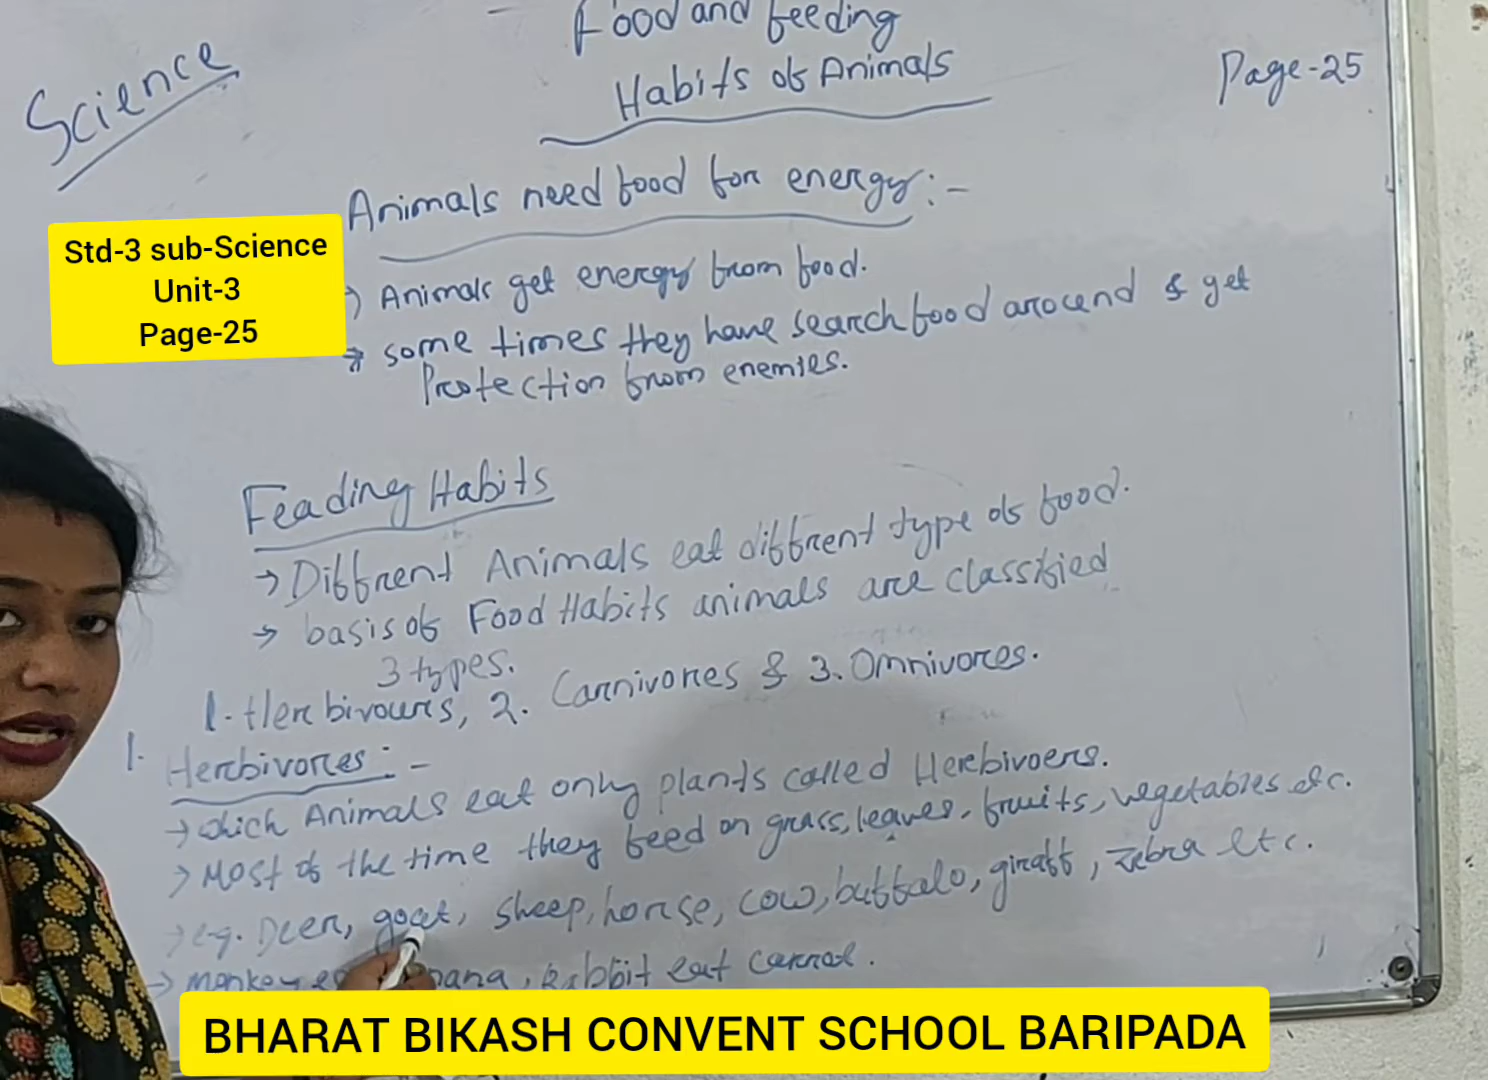 Food and feeding
Habits of Animals
Science
Page-25
Animals need food for energy:-
Std-3 sub-Science
Unit-3
Page-25
→ Animals get energy from food.
→ some times they have search food around & get
Protection from enemies.
Feading Habits
→ Diffrent Animals eat diffrent type of food.
→ basis of Food Habits animals are classified
3 types.
1. Herbivours, 2. Carnivores & 3. Omnivores.
1. Herbivores:-
→ which Animals eat only plants called Herebivoers.
→ Most of the time they feed on grass, leaves, fruits, vegetables etc.
→ e.g. Deer, goat, sheep, horse, cow, buffalo, giraff, zebra etc.
→ Monkey nana, Rabbit eat carrot.
BHARAT BIKASH CONVENT SCHOOL BARIPADA